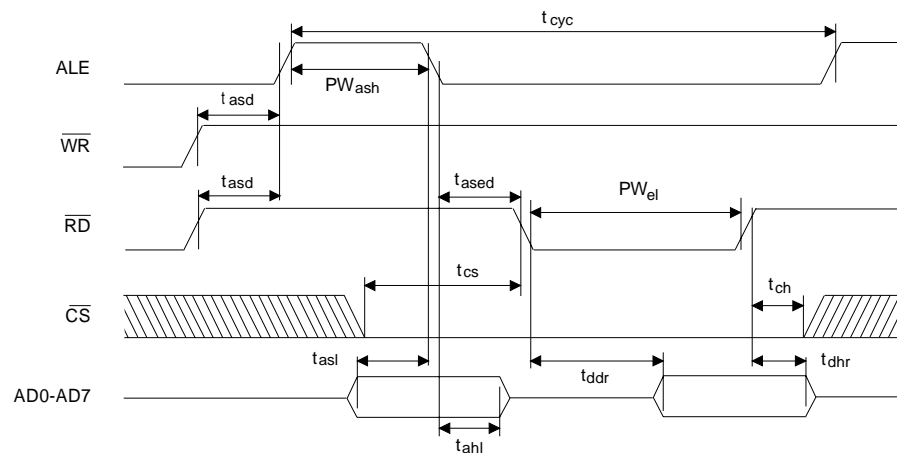 t cyc
ALE
PWash
t asd
WR
t asd
t ased
PWel
RD
t cs
t ch
CS
t asl
t ddr
t dhr
AD0-AD7
t ahl